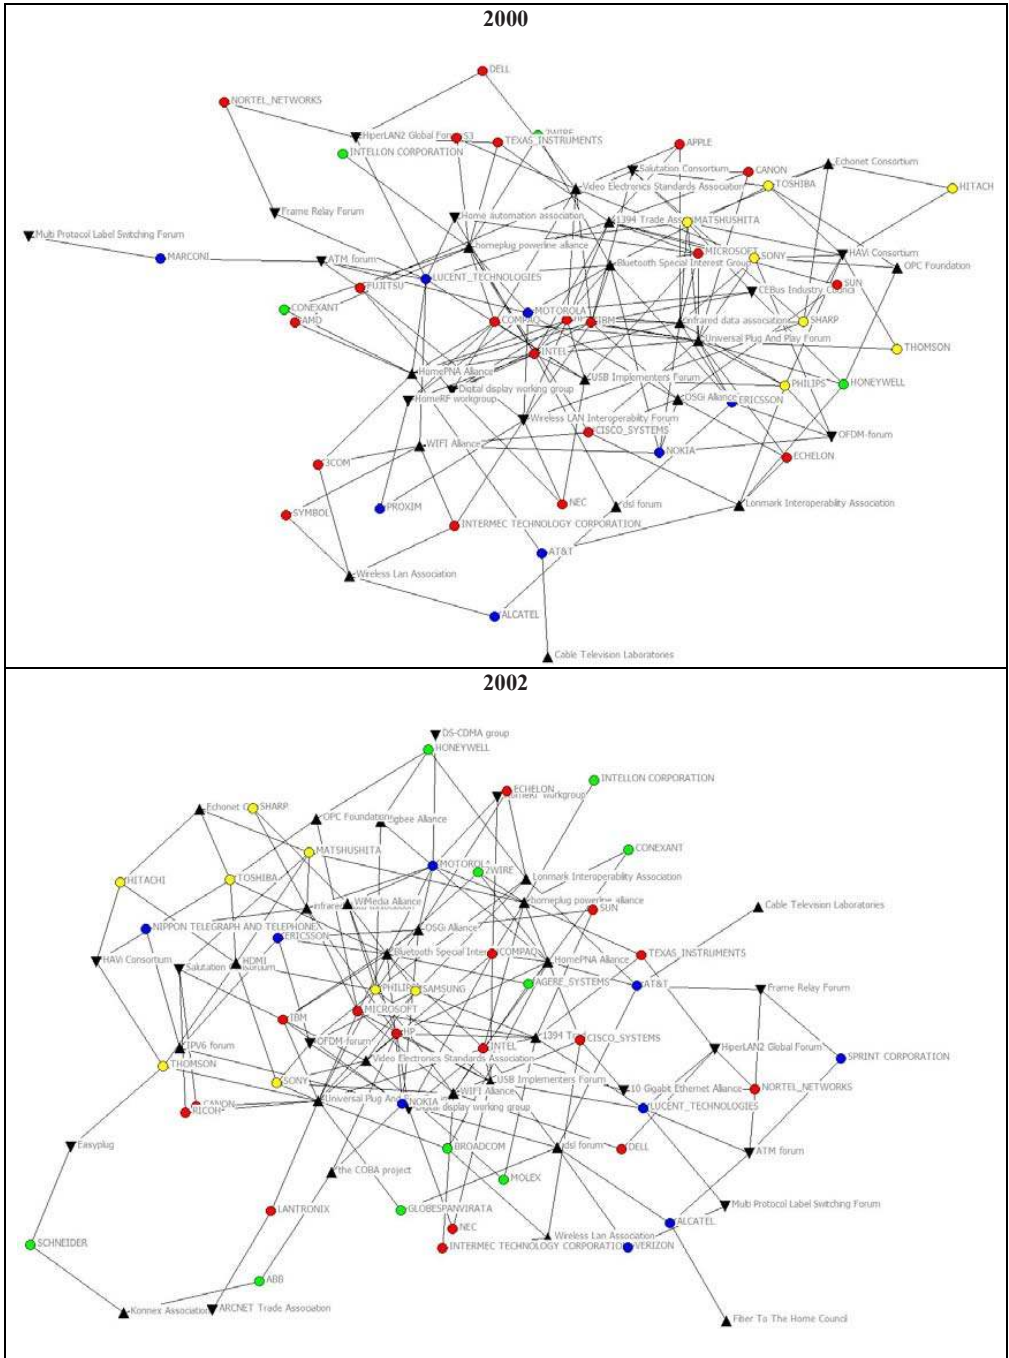 2000
DELL
NORTEL_NETWORKS
HiperLAN2 Global Forum
S3
TEXAS_INSTRUMENTS
2WIRE
INTELLON CORPORATION
APPLE
Salutation Consortium
CANON
Echonet Consortium
Video Electronics Standards Association
TOSHIBA
HITACH
Frame Relay Forum
Home automation association
1394 Trade Ass
MATSHUSHITA
Multi Protocol Label Switching Forum
homeplug powerline alliance
MICROSOFT
HAVi Consortium
MARCONI
ATM forum
SONY
Bluetooth Special Interest Group
OPC Foundation
LUCENT_TECHNOLOGIES
FUJITSU
SUN
CEBus Industry Council
CONEXANT
AMD
MOTOROLA
COMPAQ
IBM
Infrared data association
SHARP
Universal Plug And Play Forum
INTEL
THOMSON
HomePNA Alliance
USB Implementers Forum
PHILIPS
HONEYWELL
Digital display working group
HomeRF workgroup
OSGi Alliance
ERICSSON
Wireless LAN Interoperability Forum
CISCO_SYSTEMS
OFDM-forum
WIFI Alliance
NOKIA
ECHELON
3COM
PROXIM
NEC
dsl forum
Lonmark Interoperability Association
SYMBOL
INTERMEC TECHNOLOGY CORPORATION
AT&T
Wireless Lan Association
ALCATEL
Cable Television Laboratories
2002
DS-CDMA group
HONEYWELL
INTELLON CORPORATION
ECHELON
workgroup
Echonet
SHARP
OPC Foundation
Zigbee Alliance
MATSHUSHITA
CONEXANT
MOTOROLA
2WIRE
HITACHI
TOSHIBA
Lonmark Interoperability Association
WiMedia Alliance
homeplug powerline alliance
Cable Television Laboratories
SUN
NIPPON TELEGRAPH AND TELEPHONEX
OSGi Alliance
ERICSSON
Bluetooth Special Inter
COMPAQ
TEXAS_INSTRUMENTS
HAVi Consortium
HDMI
HomePNA Alliance
Salutation Consortium
AGERE_SYSTEMS
AT&T
PHILIPS
SAMSUNG
Frame Relay Forum
MICROSOFT
IBM
HP
1394 Trad
CISCO_SYSTEMS
OFDM-forum
IPV6 forum
INTEL
HiperLAN2 Global Forum
Video Electronics Standards Association
SPRINT CORPORATION
THOMSON
SONY
USB Implementers Forum
10 Gigabit Ethernet Alliance
NORTEL_NETWORKS
WIFI Alliance
Universal Plug And
NOKIA
display working group
LUCENT_TECHNOLOGIES
CANON
RICOH
Easyplug
BROADCOM
dsl forum
DELL
ATM forum
the COBA project
MOLEX
LANTRONIX
GLOBESPANVIRATA
Multi Protocol Label Switching Forum
NEC
ALCATEL
Wireless Lan Association
SCHNEIDER
INTERMEC TECHNOLOGY CORPORATION
VERIZON
ABB
Konnex Association
ARCNET Trade Association
Fiber To The Home Council